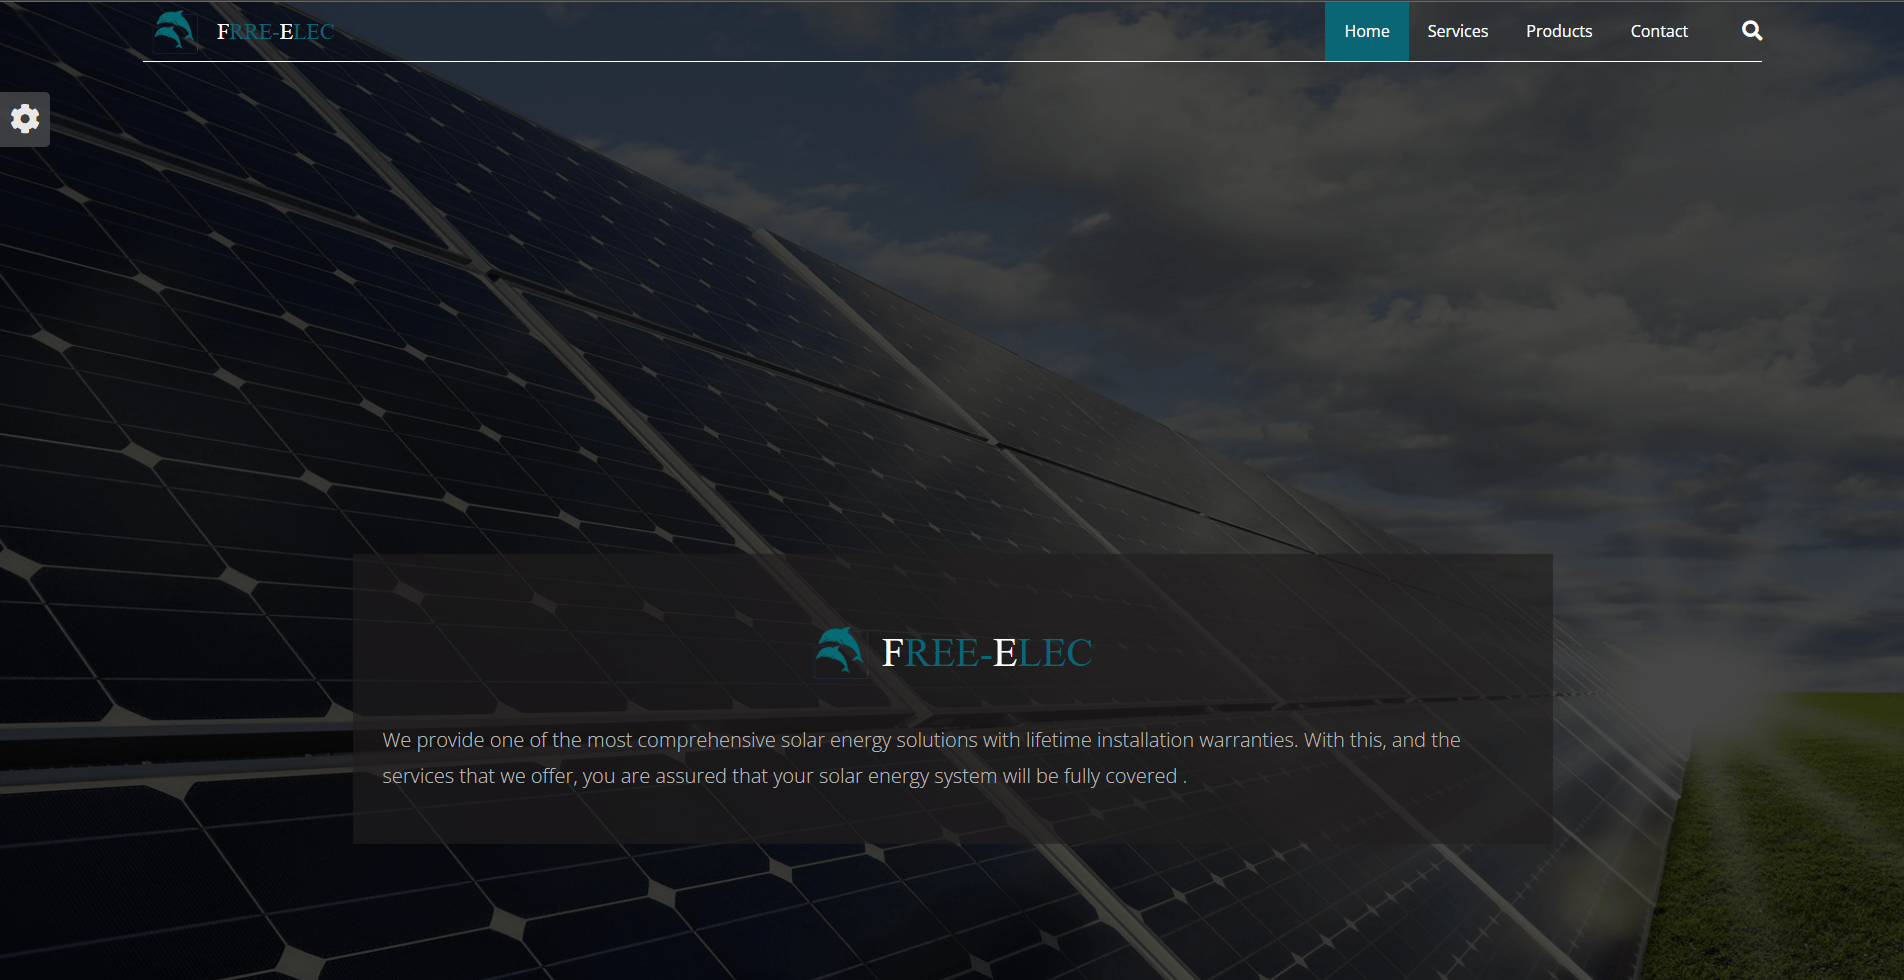 FRRE-ELEC
Home Services Products Contact
FREE-ELEC
We provide one of the most comprehensive solar energy solutions with lifetime installation warranties. With this, and the
services that we offer, you are assured that your solar energy system will be fully covered .